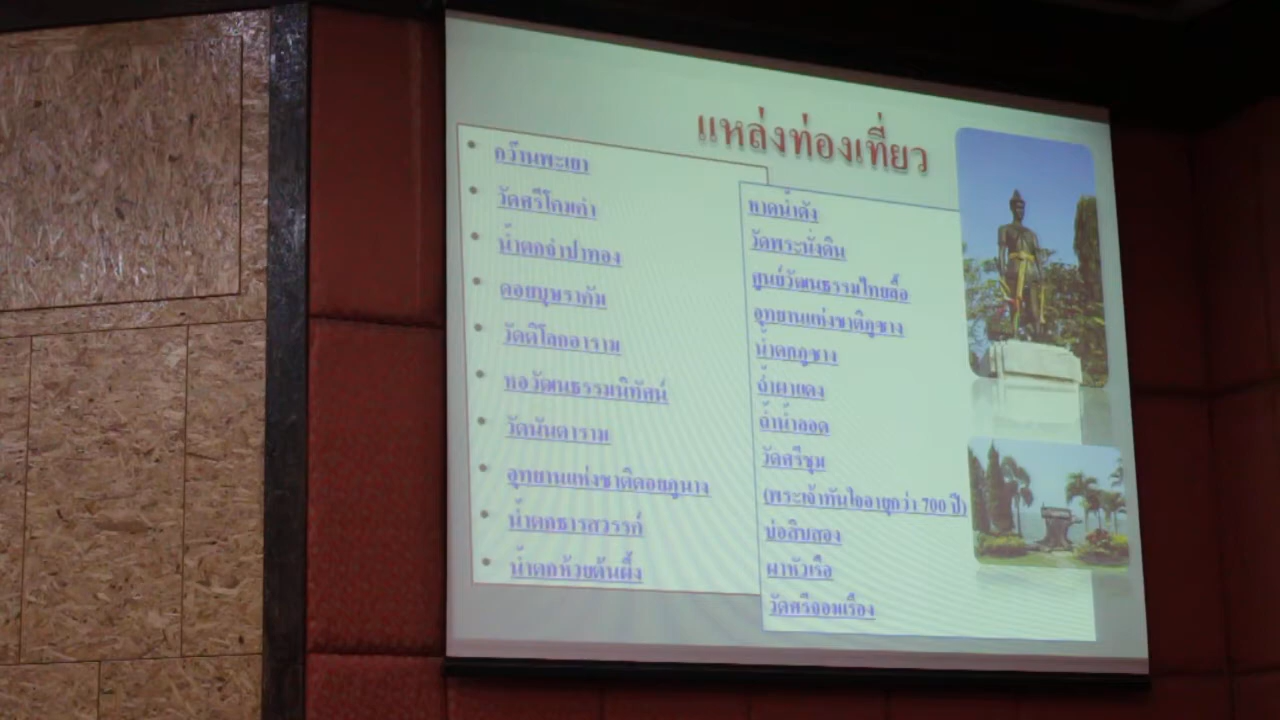 แหล่งท่องเที่ยว
กว๊านพะเยา
วัดศรีโคมคำ
น้ำตกจำปาทอง
ดอยบุษราคัม
วัดติโลกอาราม
หอวัฒนธรรมนิทัศน์
วัดนันตาราม
อุทยานแห่งชาติดอยภูนาง
น้ำตกธารสวรรค์
น้ำตกห้วยต้นผึ้ง
หาดน้ำดัง
วัดพระนั่งดิน
ศูนย์วัฒนธรรมไทยลื้อ
อุทยานแห่งชาติภูซาง
น้ำตกภูซาง
ถ้ำผาแดง
ถ้ำน้ำลอด
วัดศรีชุม
(พระเจ้าทันใจอายุกว่า 700 ปี)
บ่อสิบสอง
ผาหัวเรือ
วัดศรีจอมเรือง